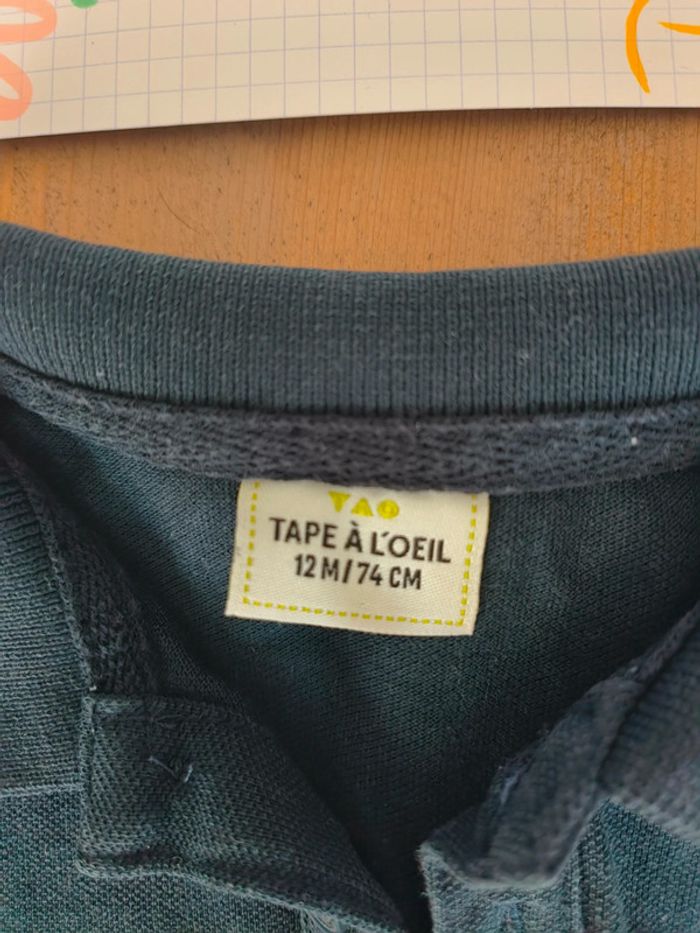 TAO
TAPE À L'OEIL
12 M / 74 CM